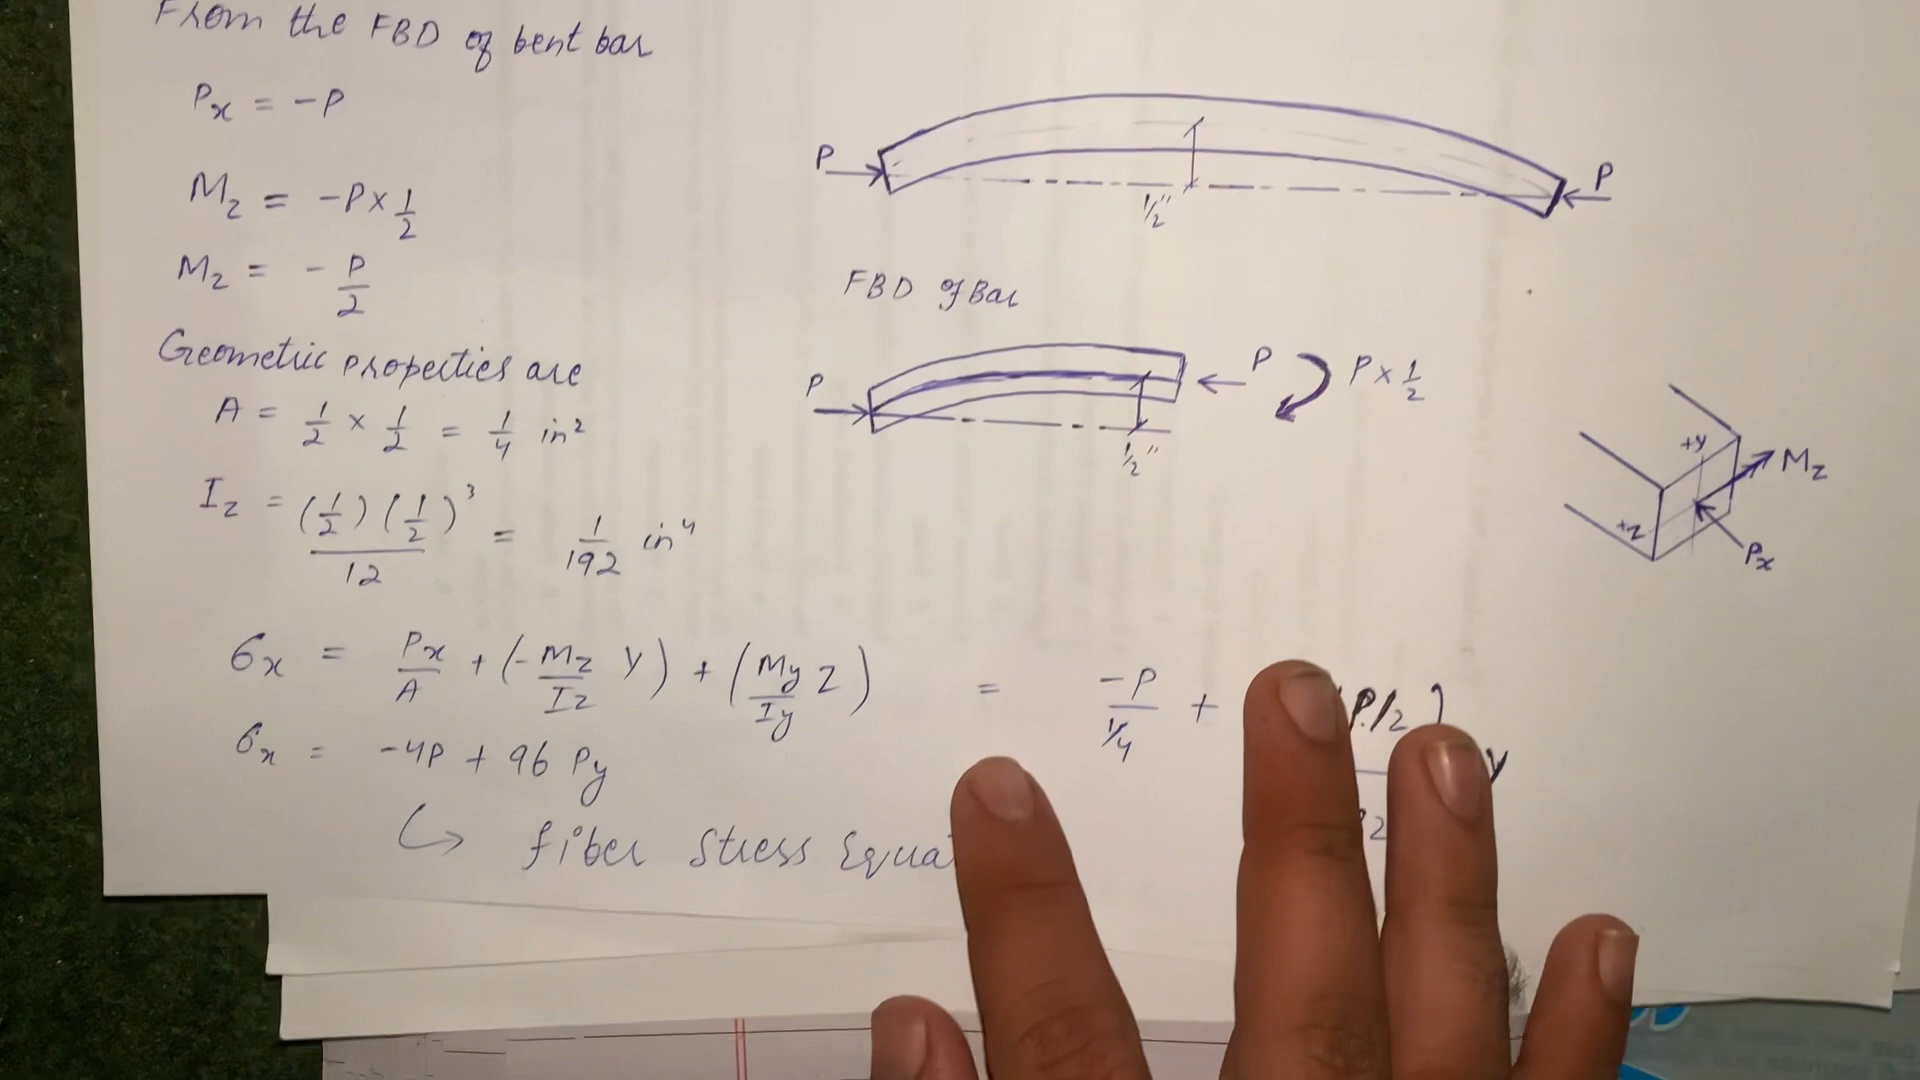 From the FBD of bent bar
Px = -P
Mz = -P x 1/2
Mz = - P/2
P
1/2"
P
FBD of Bar
P
1/2"
P
P x 1/2
Geometric properties are
A = 1/2 x 1/2 = 1/4 in²
Iz = (1/2)(1/2)³/12 = 1/192 in⁴
+y
Mz
+z
Px
σx = Px/A + (-Mz/Iz y) + (My/Iy z) = -P/(1/4) + P/2) y
σx = -4P + 96 Py
↳ fiber Stress